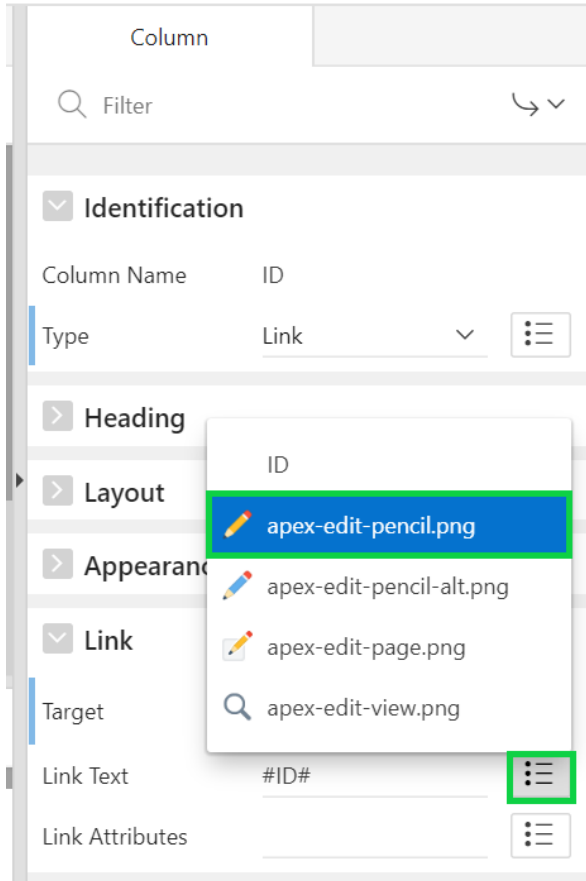 Column
Filter
Identification
Column Name ID
Type Link
Heading
ID
Layout
apex-edit-pencil.png
Appearanc
apex-edit-pencil-alt.png
Link
apex-edit-page.png
Target
apex-edit-view.png
Link Text #ID#
Link Attributes